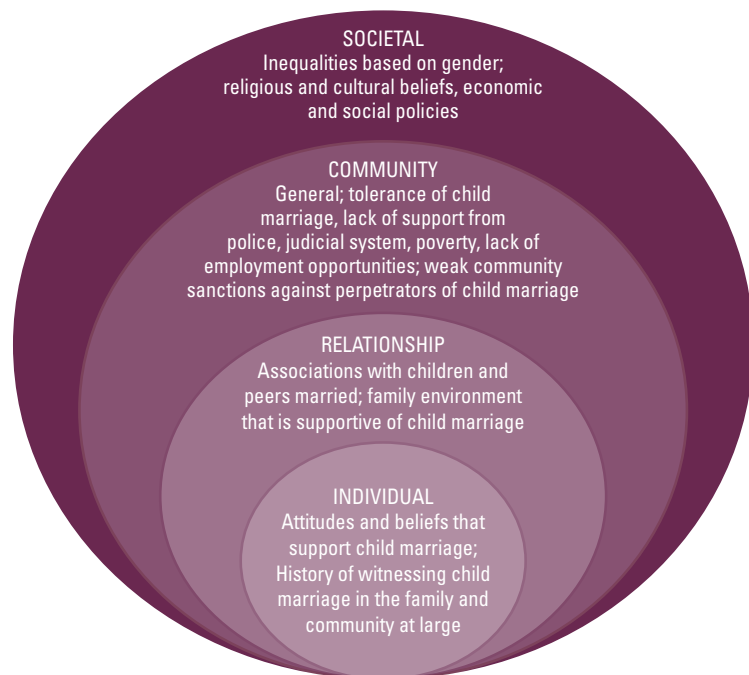 SOCIETAL
Inequalities based on gender;
religious and cultural beliefs, economic
and social policies
COMMUNITY
General; tolerance of child
marriage, lack of support from
police, judicial system, poverty, lack of
employment opportunities; weak community
sanctions against perpetrators of child marriage
RELATIONSHIP
Associations with children and
peers married; family environment
that is supportive of child marriage
INDIVIDUAL
Attitudes and beliefs that
support child marriage;
History of witnessing child
marriage in the family and
community at large